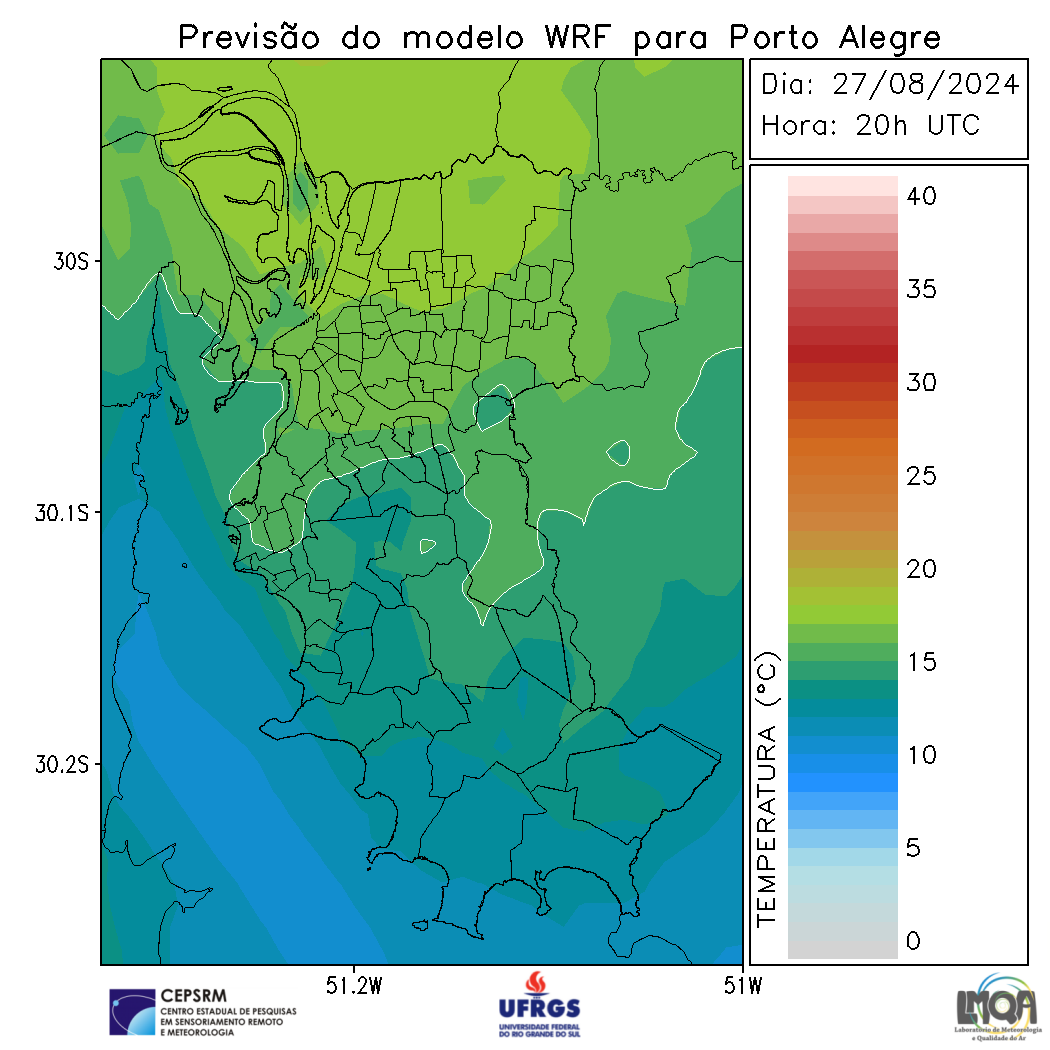 Previsão do modelo WRF para Porto Alegre
Dia: 27/08/2024
Hora: 20h UTC
30S
30.1S
30.2S
51.2W
51W
TEMPERATURA (°C)
40
35
30
25
20
15
10
5
0
CEPSRM
CENTRO ESTADUAL DE PESQUISAS
EM SENSORIAMENTO REMOTO
E METEOROLOGIA
UFRGS
UNIVERSIDADE FEDERAL
DO RIO GRANDE DO SUL
LMQA
Laboratório de Meteorologia
e Qualidade do Ar